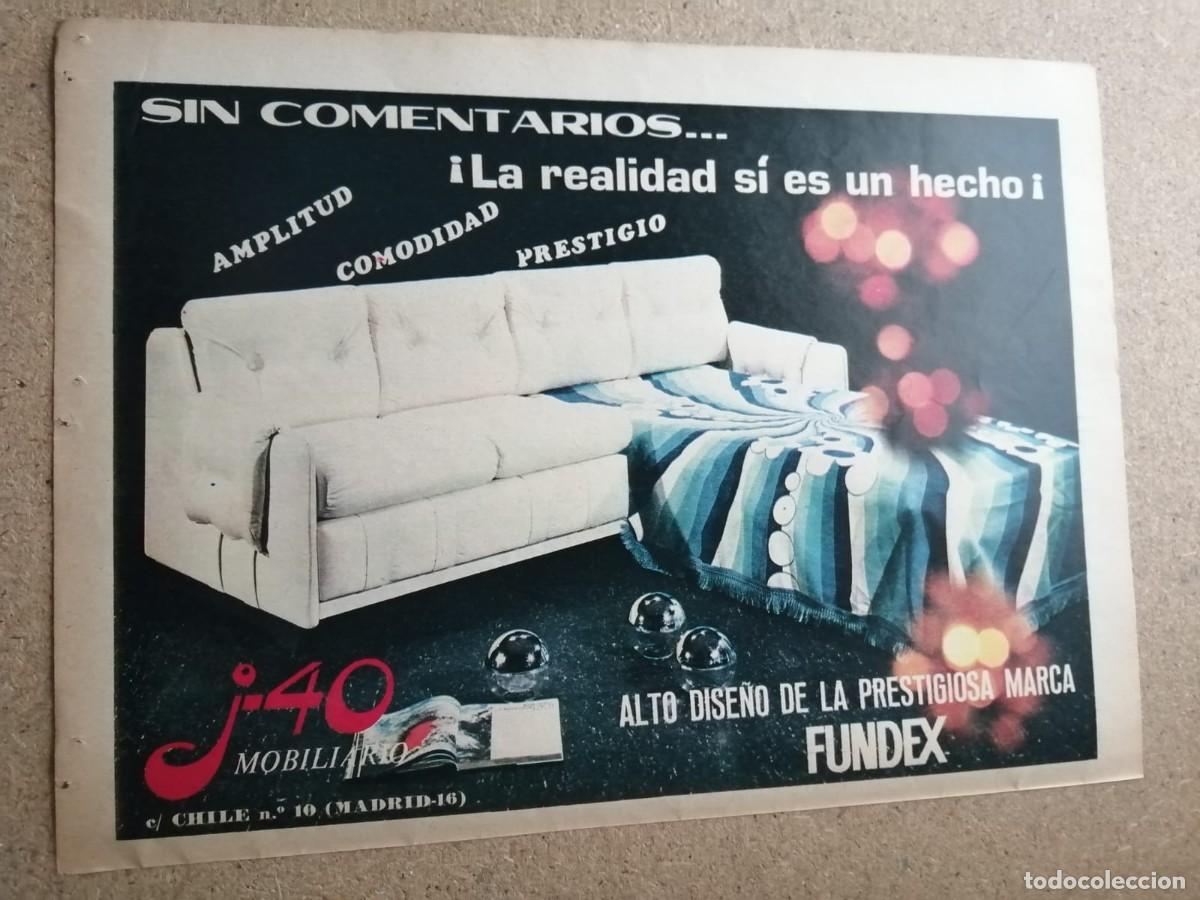 SIN COMENTARIOS...
¡La realidad sí es un hecho¡
AMPLITUD
COMODIDAD
PRESTIGIO
j-40
MOBILIARIO
c/ CHILE n.º 10 (MADRID-16)
ALTO DISEÑO DE LA PRESTIGIOSA MARCA
FUNDEX
todocoleccion